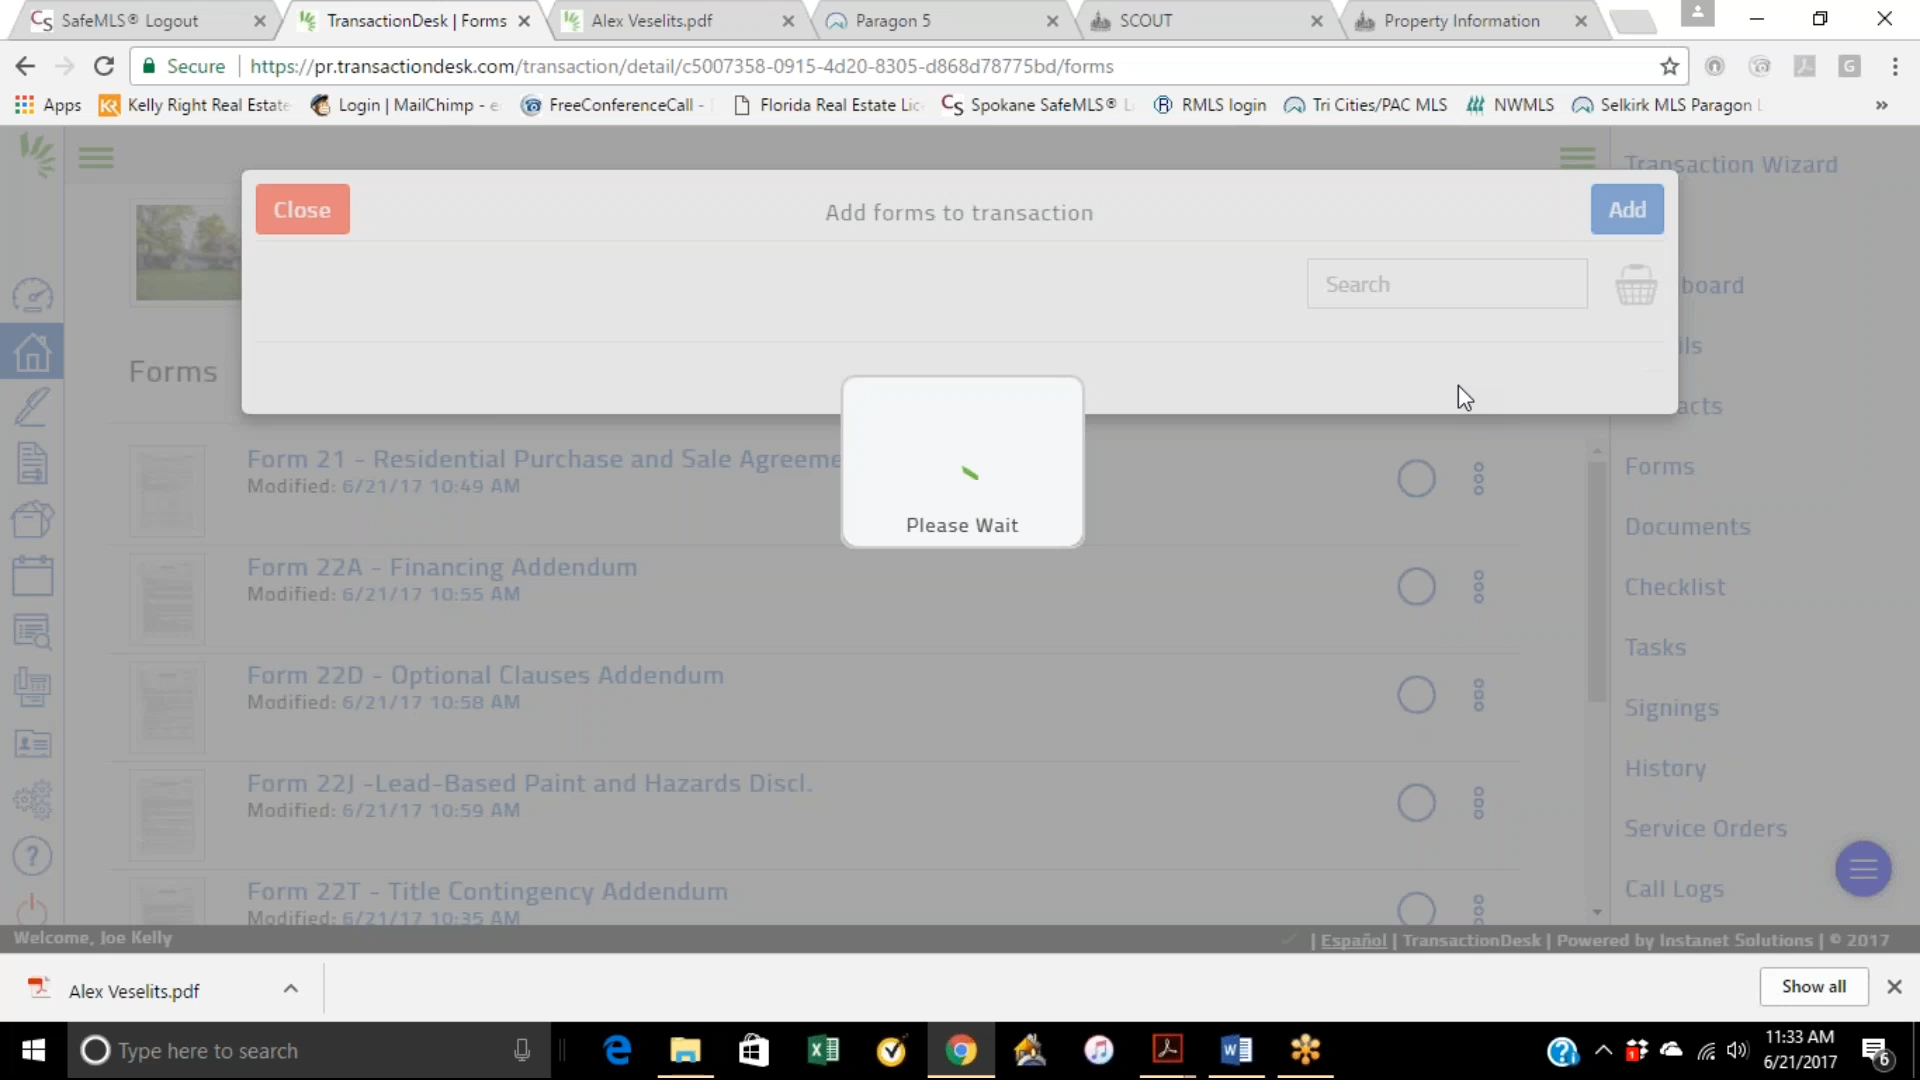 SafeMLS® Logout
TransactionDesk | Forms
Alex Veselits.pdf
Paragon 5
SCOUT
Property Information
Secure
https://pr.transactiondesk.com/transaction/detail/c5007358-0915-4d20-8305-d868d78775bd/forms
Apps
Kelly Right Real Estate
Login | MailChimp - e
FreeConferenceCall -
Florida Real Estate Lic
Spokane SafeMLS® L
RMLS login
Tri Cities/PAC MLS
NWMLS
Selkirk MLS Paragon L
Transaction Wizard
Close
Add forms to transaction
Add
Search
board
ils
Forms
acts
Form 21 - Residential Purchase and Sale Agreeme
Modified: 6/21/17 10:49 AM
Forms
Please Wait
Documents
Form 22A - Financing Addendum
Modified: 6/21/17 10:55 AM
Checklist
Tasks
Form 22D - Optional Clauses Addendum
Modified: 6/21/17 10:58 AM
Signings
History
Form 22J -Lead-Based Paint and Hazards Discl.
Modified: 6/21/17 10:59 AM
Service Orders
Form 22T - Title Contingency Addendum
Modified: 6/21/17 10:35 AM
Call Logs
Welcome, Joe Kelly
| Español | TransactionDesk | Powered by Instanet Solutions | © 2017
Alex Veselits.pdf
Show all
Type here to search
11:33 AM
6/21/2017
6